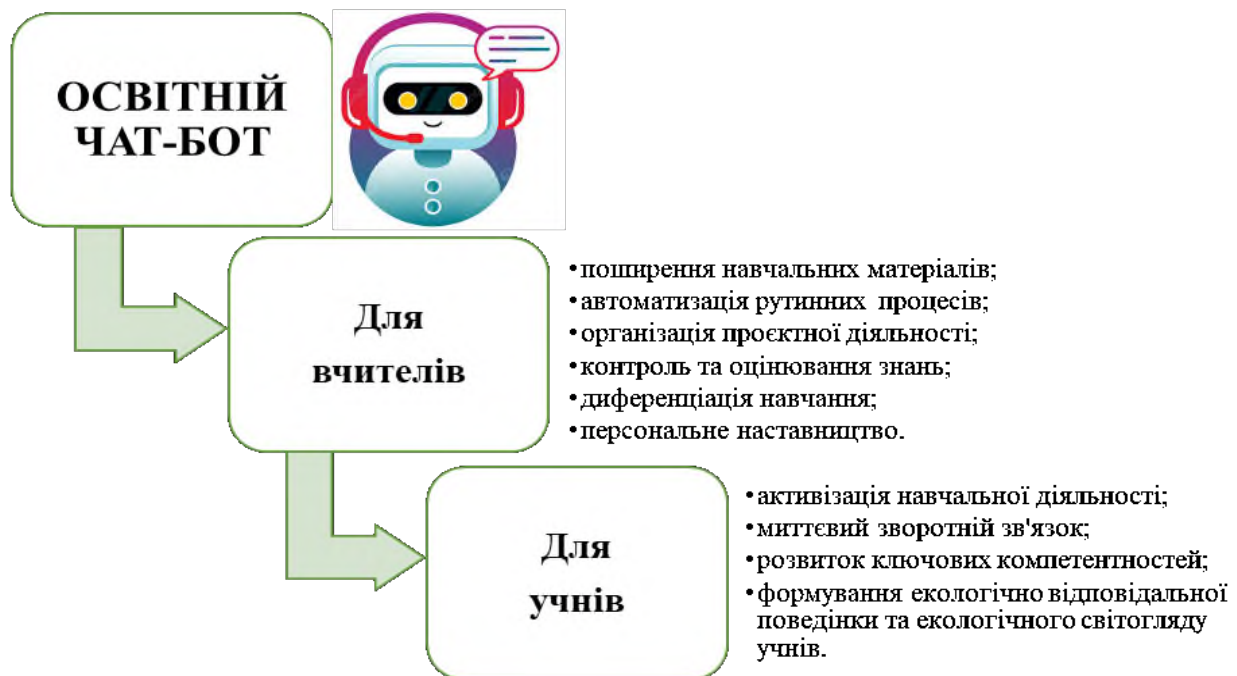 ОСВІТНІЙ
ЧАТ-БОТ
Для
вчителів
•поширення навчальних матеріалів;
•автоматизація рутинних процесів;
•організація проєктної діяльності;
•контроль та оцінювання знань;
•диференціація навчання;
•персональне наставництво.
Для
учнів
•активізація навчальної діяльності;
•миттєвий зворотній зв'язок;
•розвиток ключових компетентностей;
•формування екологічно відповідальної
поведінки та екологічного світогляду
учнів.